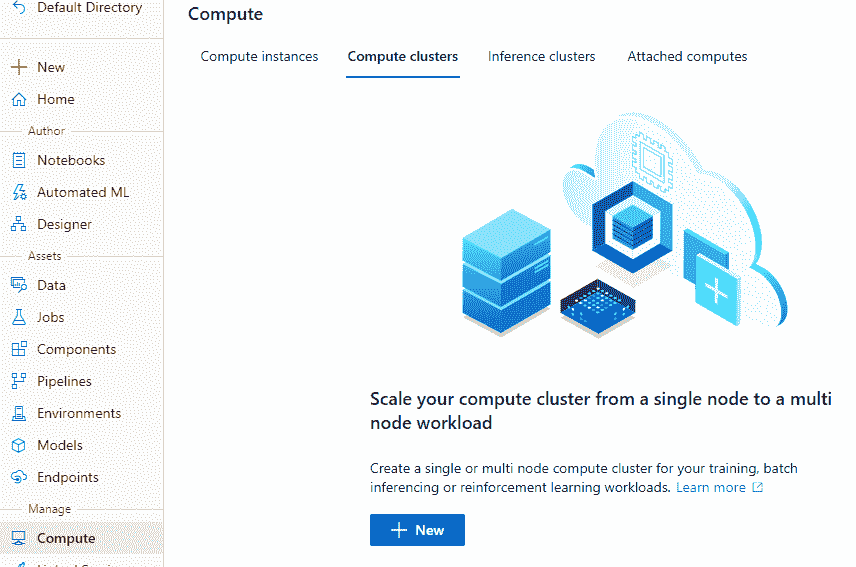 Default Directory
New
Home
Author
Notebooks
Automated ML
Designer
Assets
Data
Jobs
Components
Pipelines
Environments
Models
Endpoints
Manage
Compute
Compute
Compute instances
Compute clusters
Inference clusters
Attached computes
Scale your compute cluster from a single node to a multi
node workload
Create a single or multi node compute cluster for your training, batch
inferencing or reinforcement learning workloads. Learn more
New